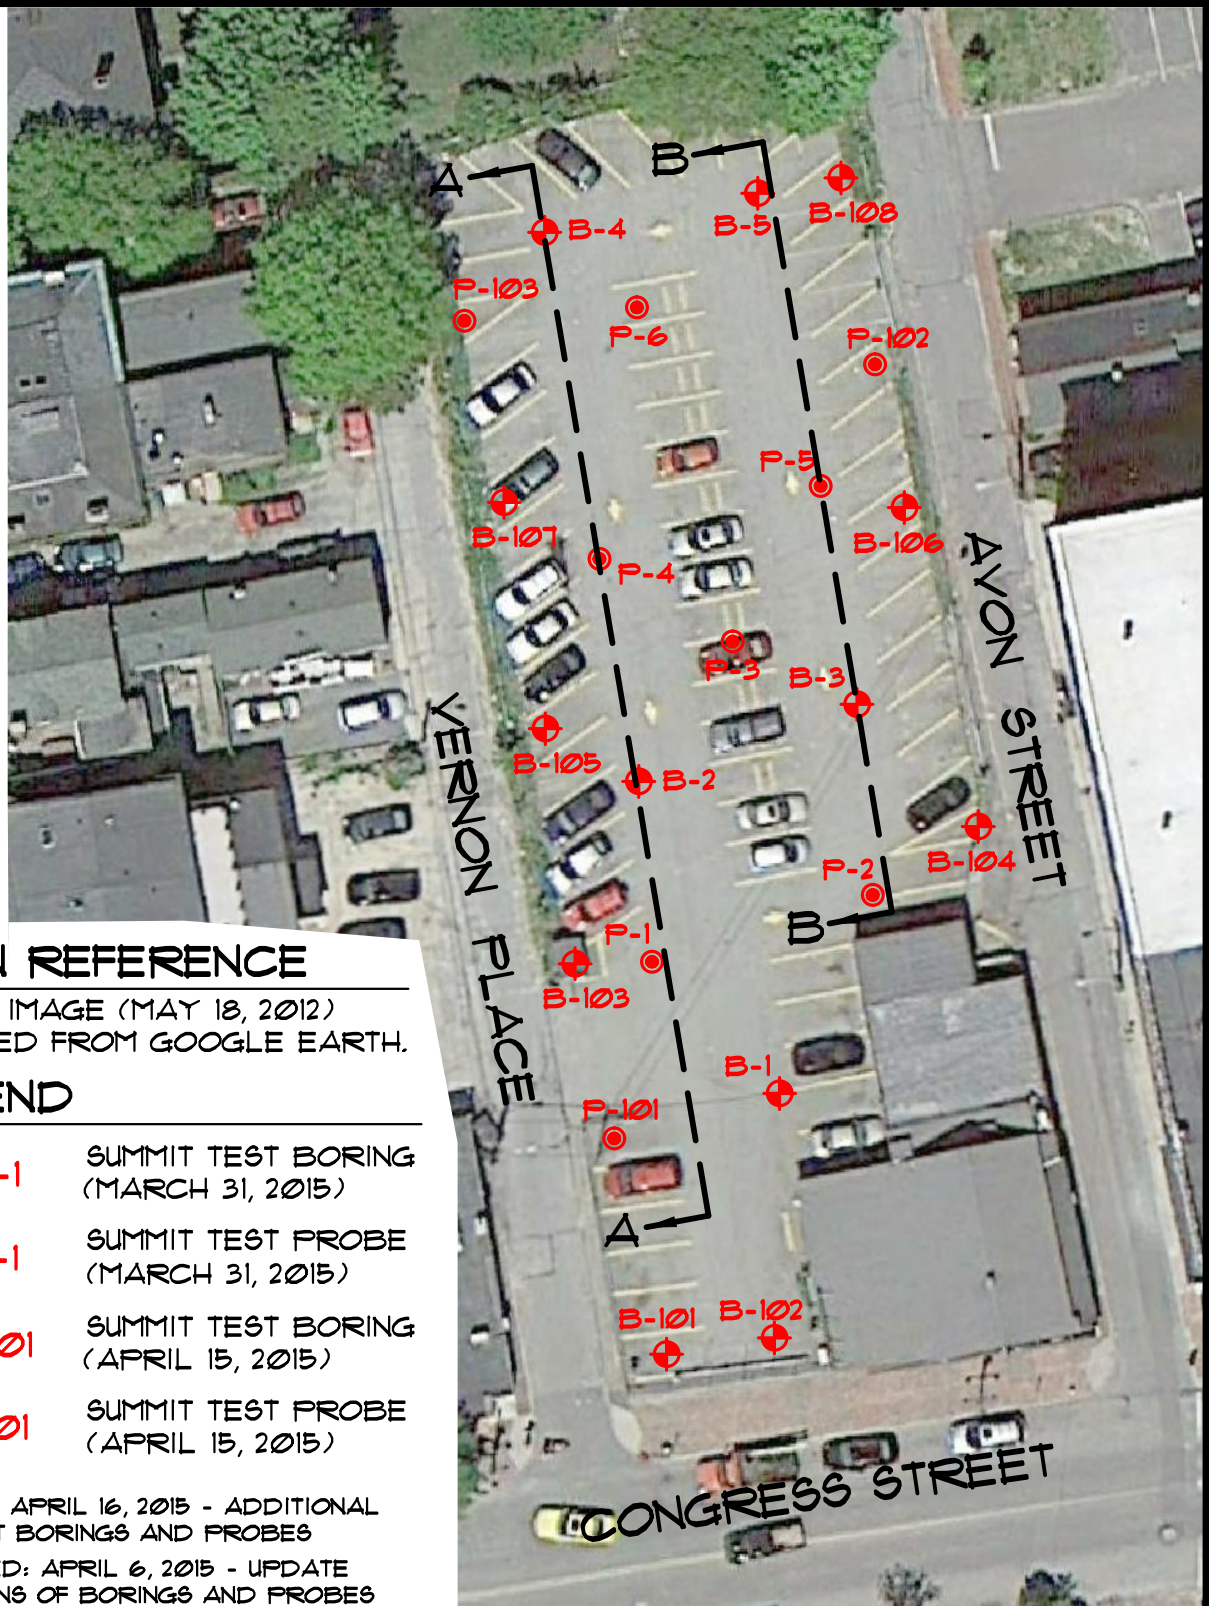 A
B
B-4
B-5
B-108
P-103
P-6
P-102
P-5
B-107
B-106
P-4
P-3
B-3
AVON STREET
B-105
B-2
VERNON PLACE
B-104
P-2
B
P-1
B-103
B-1
P-101
A
B-101
B-102
CONGRESS STREET
REFERENCE
IMAGE (MAY 18, 2012)
ED FROM GOOGLE EARTH.
END
-1 SUMMIT TEST BORING
(MARCH 31, 2015)
-1 SUMMIT TEST PROBE
(MARCH 31, 2015)
01 SUMMIT TEST BORING
(APRIL 15, 2015)
01 SUMMIT TEST PROBE
(APRIL 15, 2015)
APRIL 16, 2015 - ADDITIONAL
T BORINGS AND PROBES
ED: APRIL 6, 2015 - UPDATE
NS OF BORINGS AND PROBES